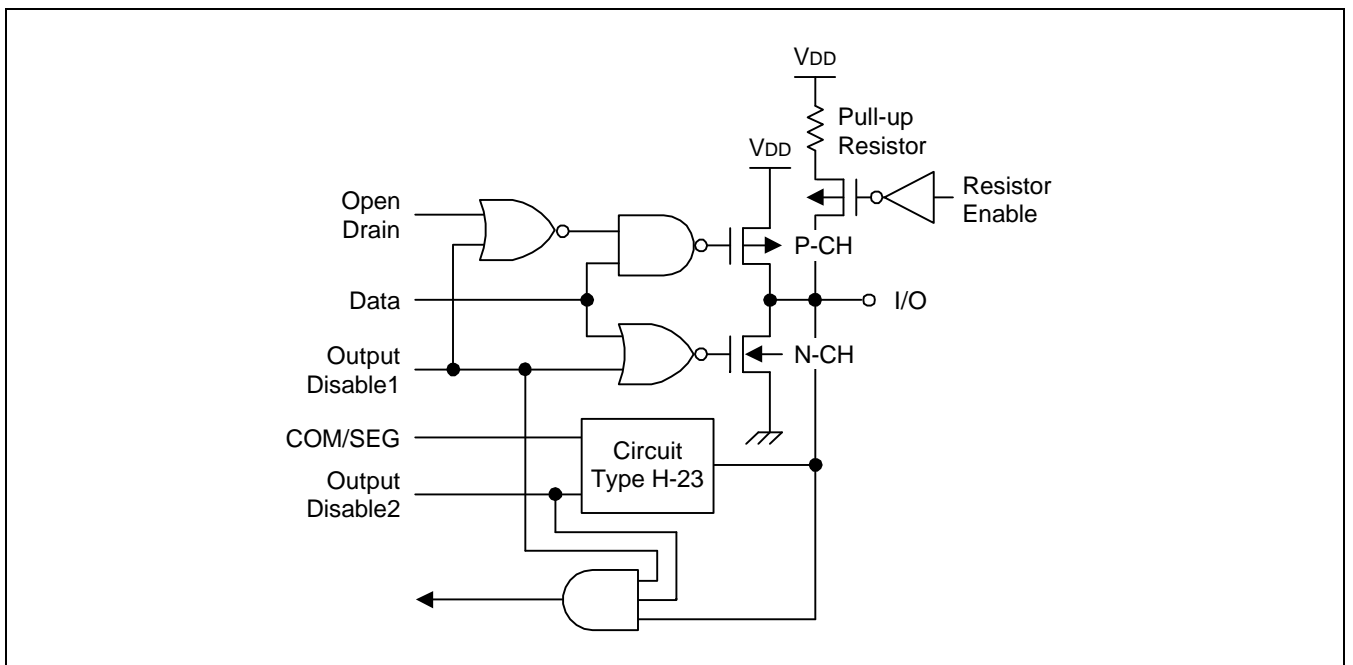 VDD
Pull-up
Resistor
VDD
Resistor
Enable
Open
Drain
P-CH
Data
I/O
Output
Disable1
N-CH
COM/SEG
Circuit
Type H-23
Output
Disable2